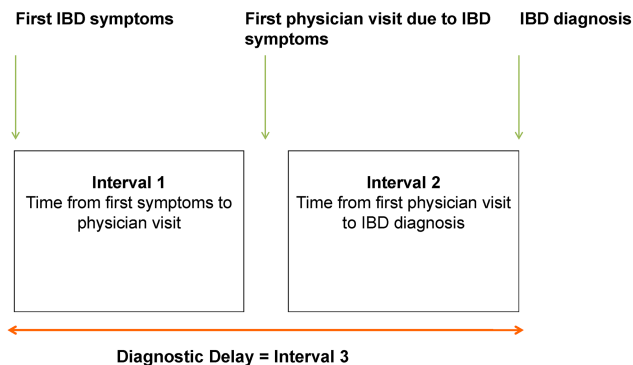 First IBD symptoms
First physician visit due to IBD
symptoms
IBD diagnosis
Interval 1
Time from first symptoms to
physician visit
Interval 2
Time from first physician visit
to IBD diagnosis
Diagnostic Delay = Interval 3